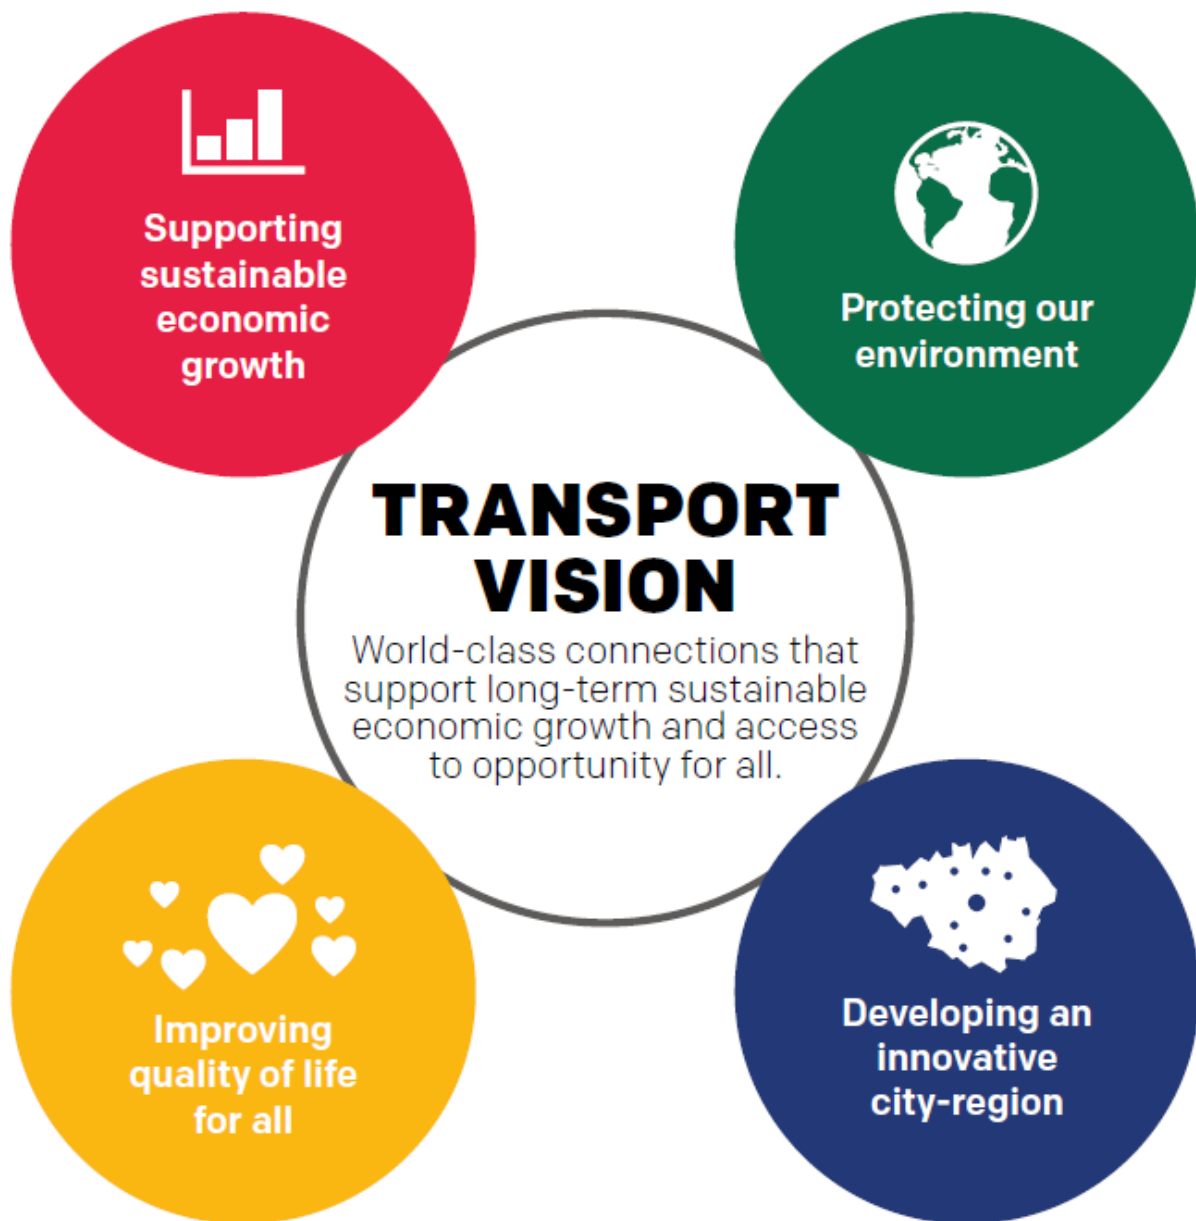 Supporting
sustainable
economic
growth
Protecting our
environment
TRANSPORT
VISION
World-class connections that
support long-term sustainable
economic growth and access
to opportunity for all.
Improving
quality of life
for all
Developing an
innovative
city-region